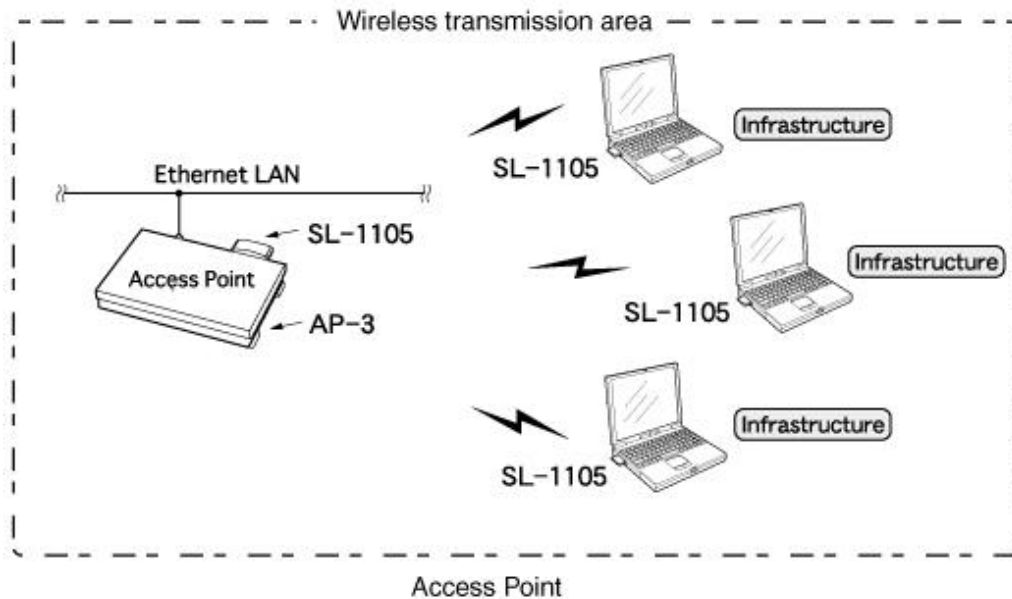 Wireless transmission area
SL-1105
Infrastructure
Ethernet LAN
SL-1105
Access Point
AP-3
SL-1105
Infrastructure
SL-1105
Infrastructure
Access Point